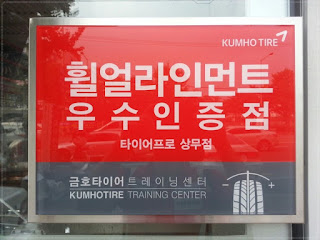 KUMHO TIRE
휠얼라인먼트
우수인증점
타이어프로 상무점
금호타이어 트레이닝센터
KUMHOTIRE TRAINING CENTER
- +